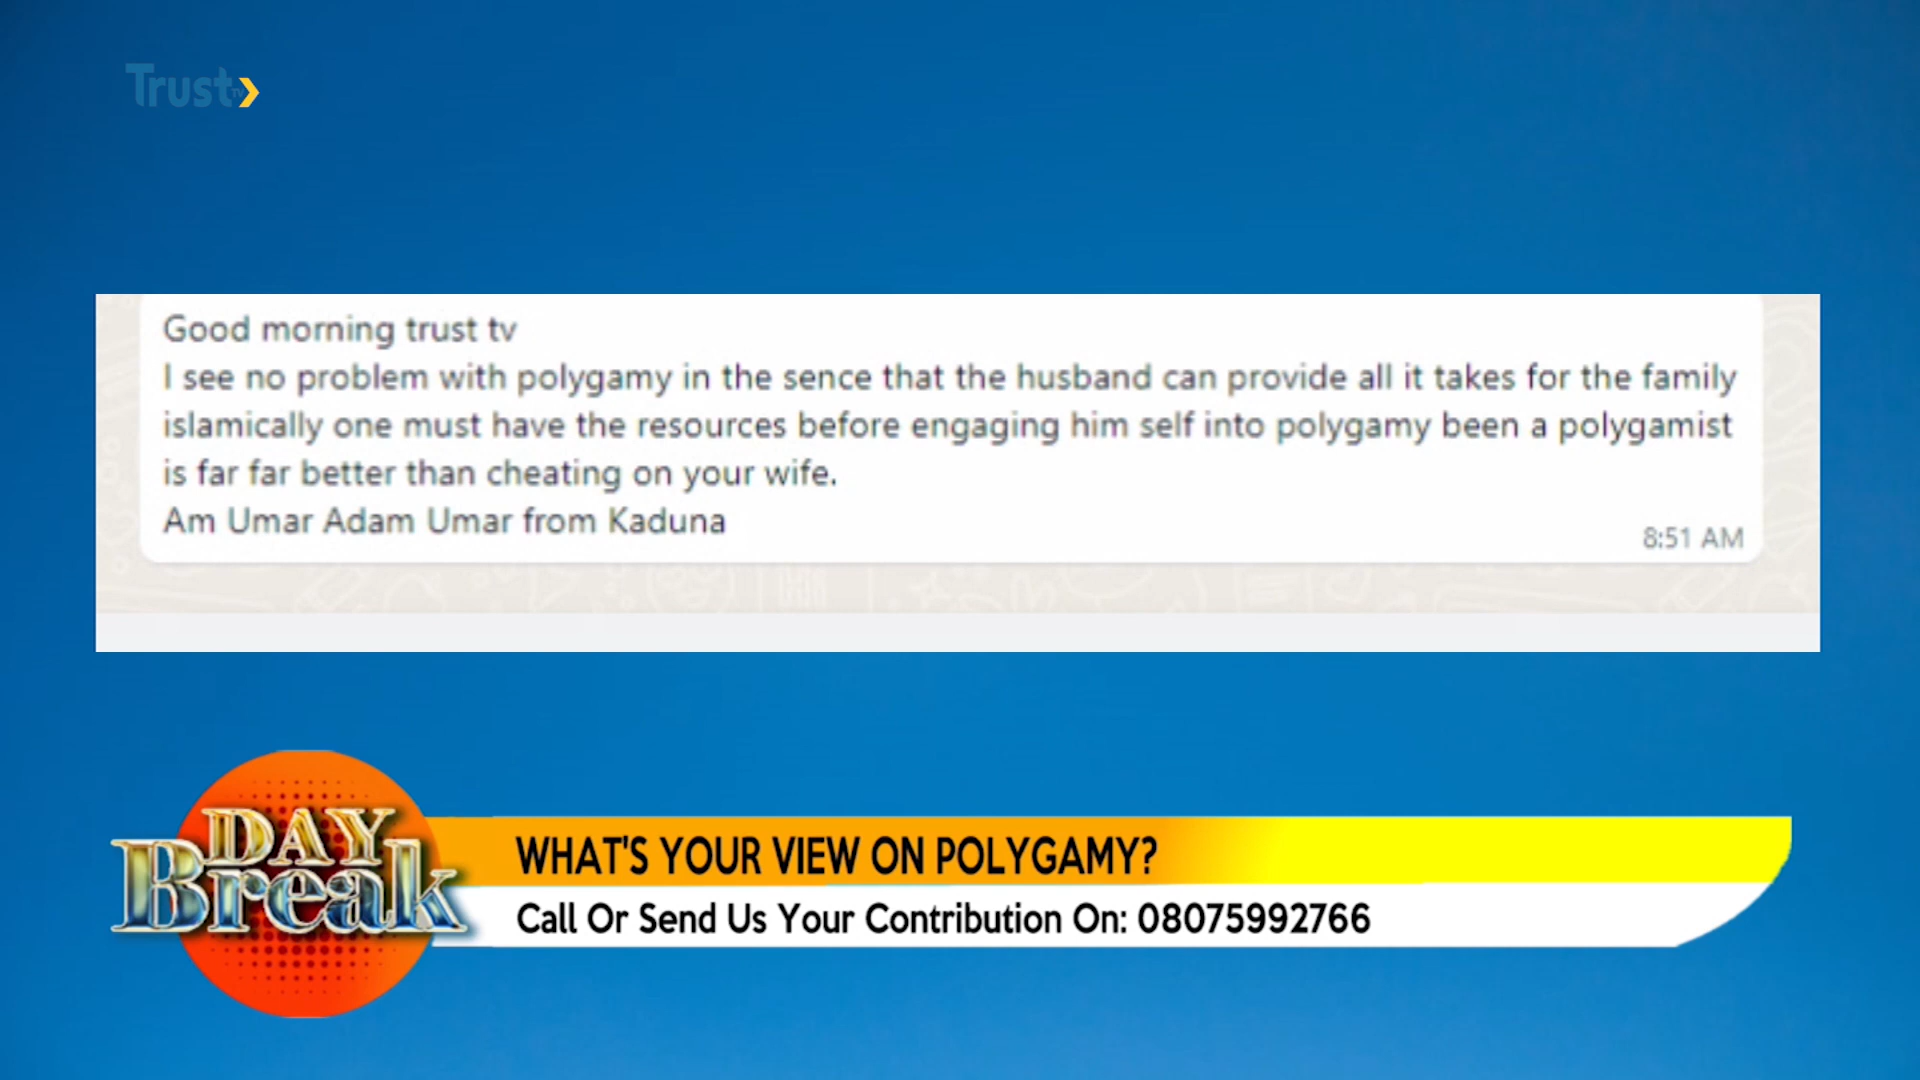 Trust TV
Good morning trust tv
I see no problem with polygamy in the sence that the husband can provide all it takes for the family
islamically one must have the resources before engaging him self into polygamy been a polygamist
is far far better than cheating on your wife.
Am Umar Adam Umar from Kaduna
8:51 AM
DAY
Break
WHAT'S YOUR VIEW ON POLYGAMY?
Call Or Send Us Your Contribution On: 08075992766